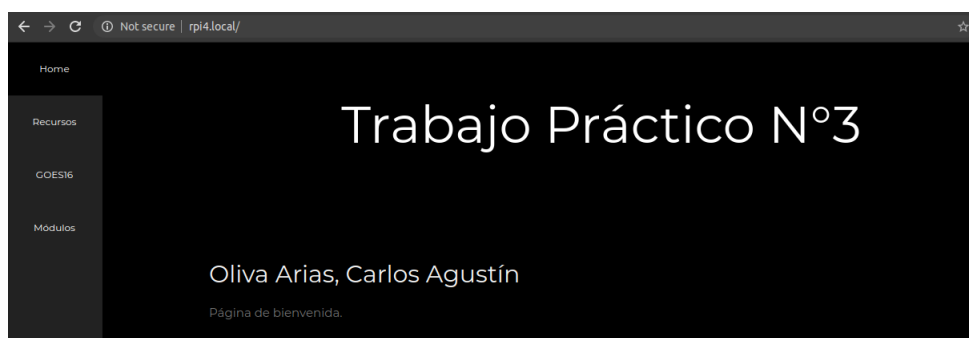 Not secure | rpi4.local/
Home
Trabajo Práctico N°3
Recursos
GOES16
Módulos
Oliva Arias, Carlos Agustín
Página de bienvenida.